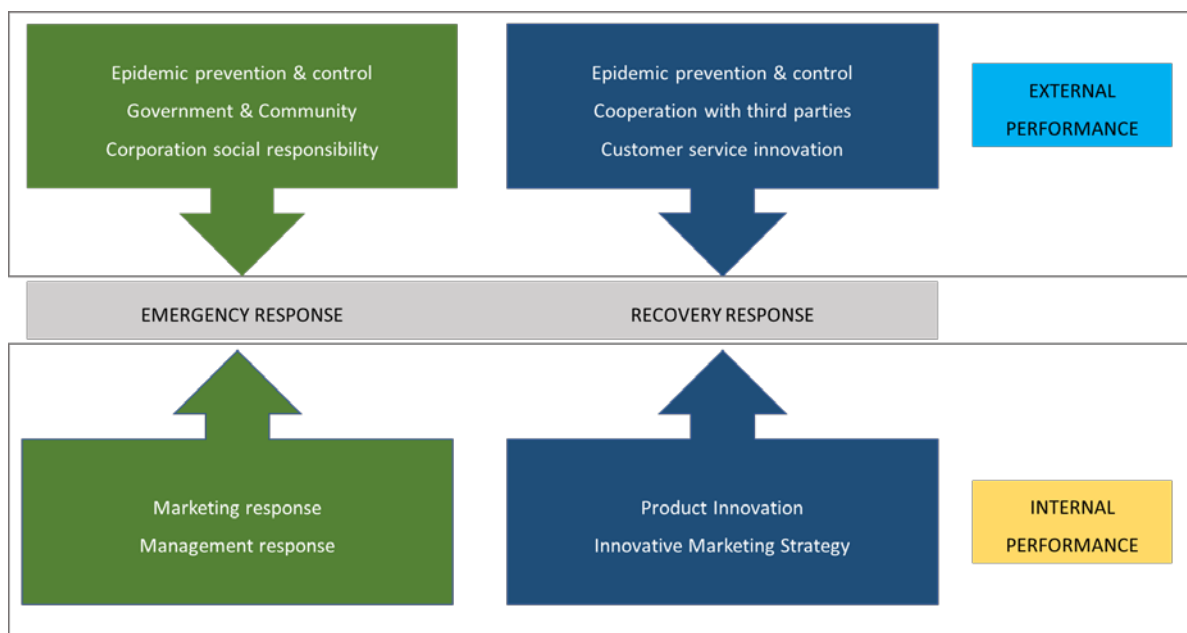 Epidemic prevention & control
Government & Community
Corporation social responsibility
Epidemic prevention & control
Cooperation with third parties
Customer service innovation
EXTERNAL
PERFORMANCE
EMERGENCY RESPONSE
RECOVERY RESPONSE
Marketing response
Management response
Product Innovation
Innovative Marketing Strategy
INTERNAL
PERFORMANCE